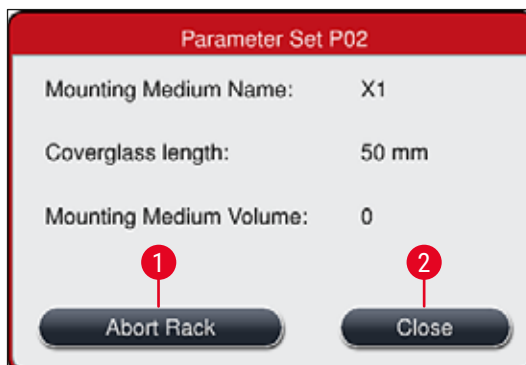 Parameter Set P02
Mounting Medium Name: X1
Coverglass length: 50 mm
Mounting Medium Volume: 0
1 2
Abort Rack Close